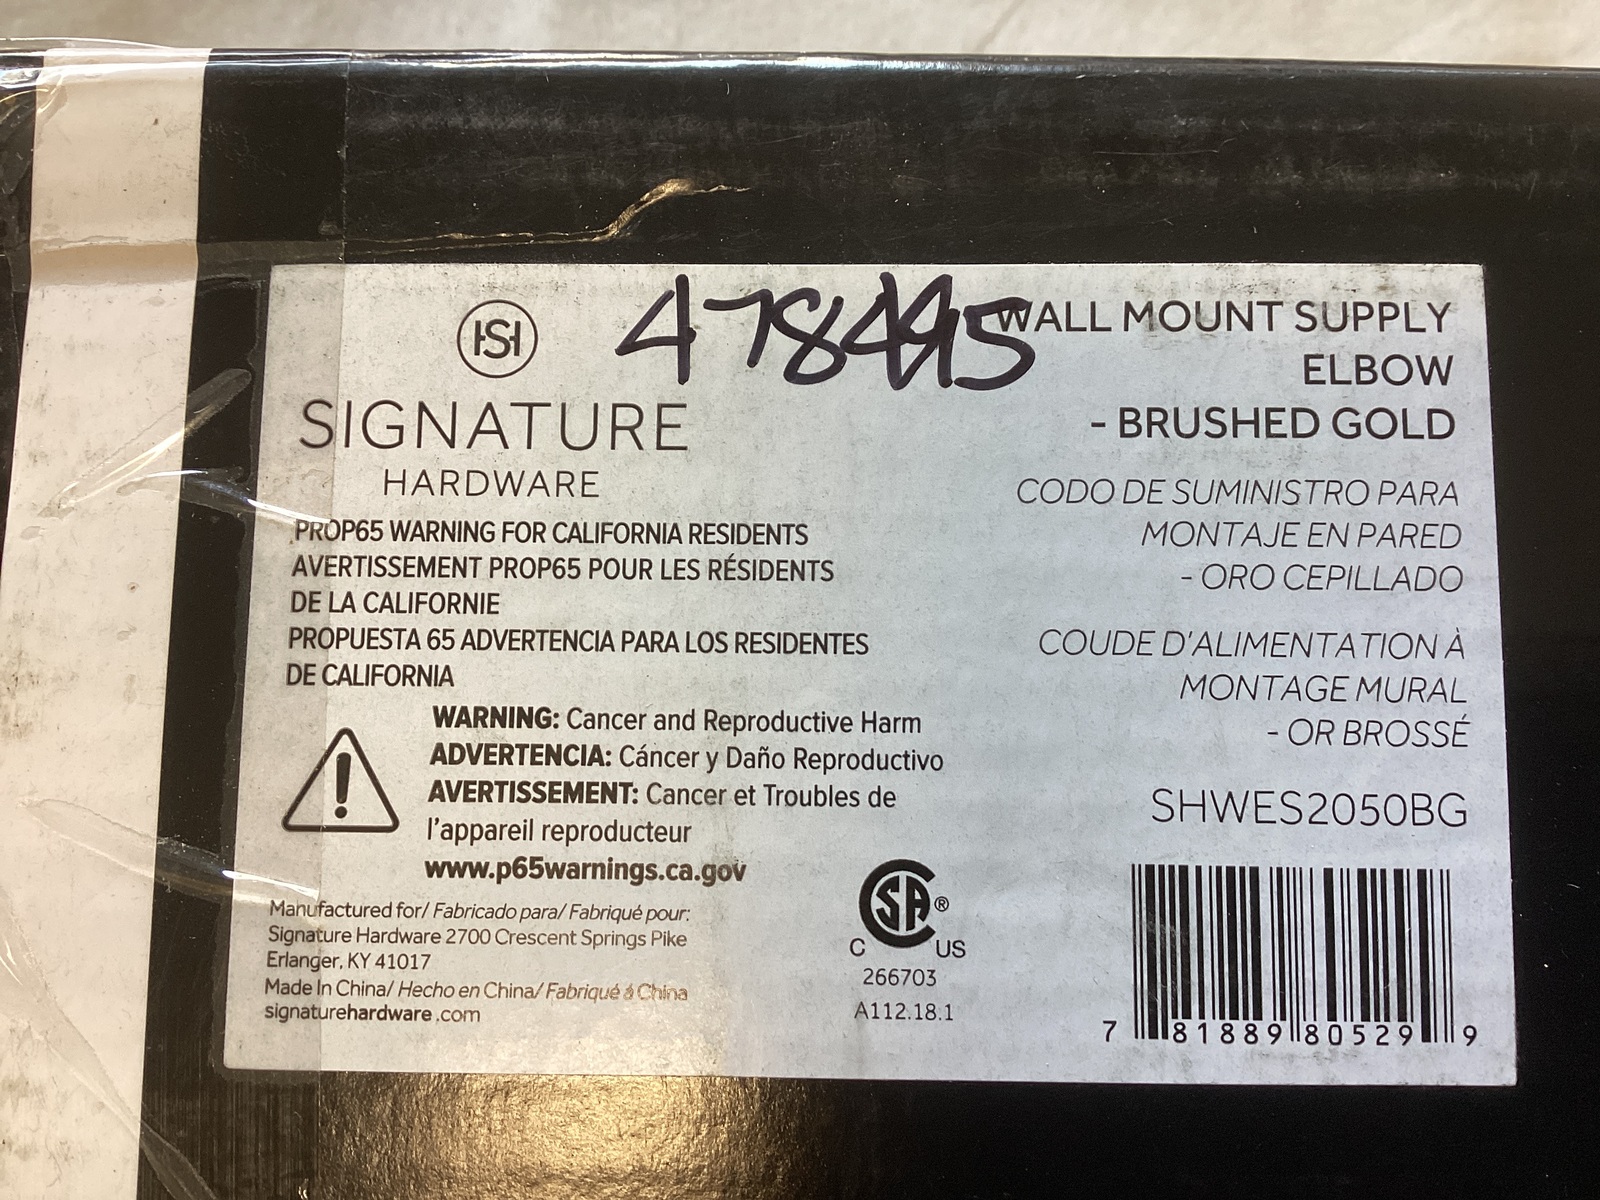 HS
SIGNATURE
HARDWARE
PROP65 WARNING FOR CALIFORNIA RESIDENTS
AVERTISSEMENT PROP65 POUR LES RÉSIDENTS
DE LA CALIFORNIE
PROPUESTA 65 ADVERTENCIA PARA LOS RESIDENTES
DE CALIFORNIA
WARNING: Cancer and Reproductive Harm
ADVERTENCIA: Cáncer y Daño Reproductivo
AVERTISSEMENT: Cancer et Troubles de
l'appareil reproducteur
www.p65warnings.ca.gov
Manufactured for/ Fabricado para/ Fabriqué pour:
Signature Hardware 2700 Crescent Springs Pike
Erlanger, KY 41017
Made In China/ Hecho en China/ Fabriqué á China
signaturehardware.com
WALL MOUNT SUPPLY
ELBOW
- BRUSHED GOLD
CODO DE SUMINISTRO PARA
MONTAJE EN PARED
- ORO CEPILLADO
COUDE D'ALIMENTATION À
MONTAGE MURAL
- OR BROSSÉ
SHWES2050BG
CSA®
C US
266703
A112.18.1
7 81889 80529 9